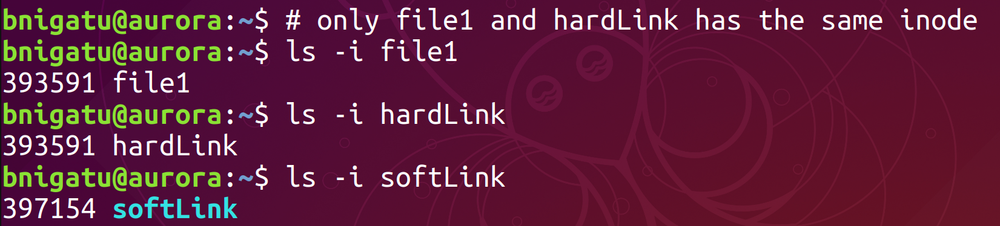 bnigatu@aurora:~$ # only file1 and hardLink has the same inode
bnigatu@aurora:~$ ls -i file1
393591 file1
bnigatu@aurora:~$ ls -i hardLink
393591 hardLink
bnigatu@aurora:~$ ls -i softLink
397154 softLink